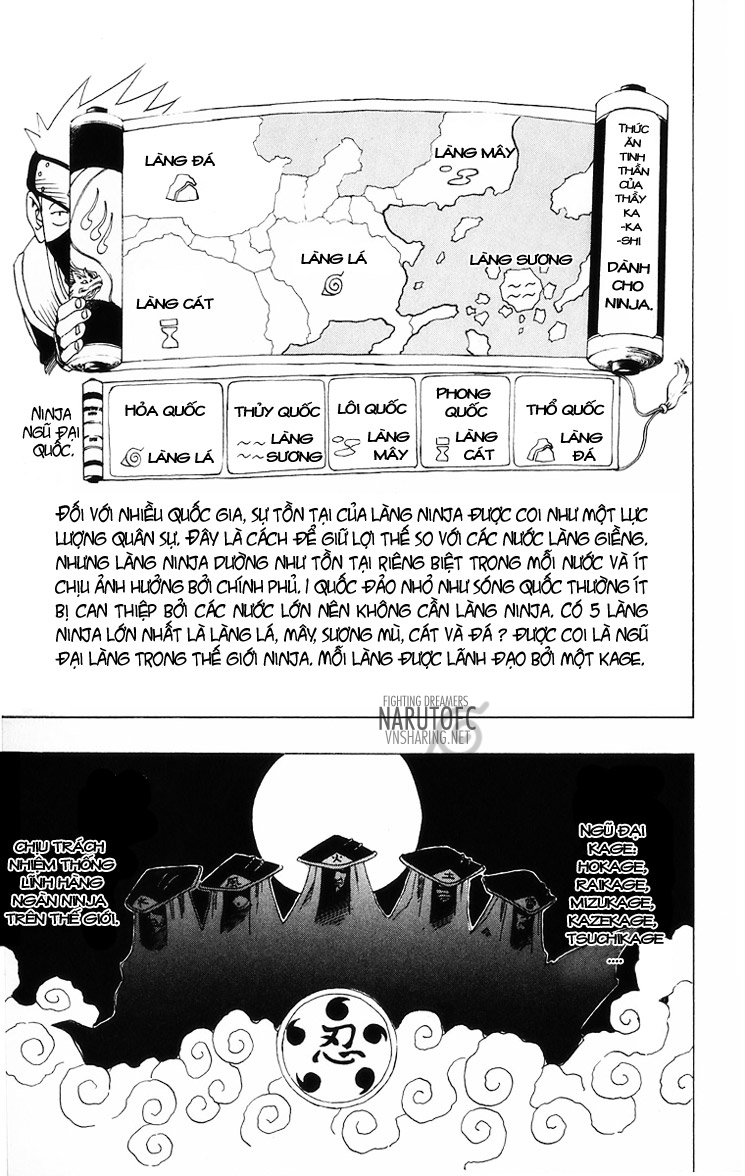 LÀNG ĐÁ
LÀNG MÂY
LÀNG LÁ
LÀNG SƯƠNG
LÀNG CÁT
THỨC
ĂN
TINH
THẦN
CỦA
THẦY
KA
-KA
-SHI
DÀNH
CHO
NINJA.
NINJA
NGŨ ĐẠI
QUỐC.
HỎA QUỐC
LÀNG LÁ
THỦY QUỐC
LÀNG
SƯƠNG
LÔI QUỐC
LÀNG
MÂY
PHONG
QUỐC
LÀNG
CÁT
THỔ QUỐC
LÀNG
ĐÁ
ĐỐI VỚI NHIỀU QUỐC GIA, SỰ TỒN TẠI CỦA LÀNG NINJA ĐƯỢC COI NHƯ MỘT LỰC
LƯỢNG QUÂN SỰ. ĐÂY LÀ CÁCH ĐỂ GIỮ LỢI THẾ SO VỚI CÁC NƯỚC LÀNG GIỀNG.
NHƯNG LÀNG NINJA DƯỜNG NHƯ TỒN TẠI RIÊNG BIỆT TRONG MỖI NƯỚC VÀ ÍT
CHỊU ẢNH HƯỞNG BỞI CHÍNH PHỦ. 1 QUỐC ĐẢO NHỎ NHƯ SÓNG QUỐC THƯỜNG ÍT
BỊ CAN THIỆP BỞI CÁC NƯỚC LỚN NÊN KHÔNG CẦN LÀNG NINJA. CÓ 5 LÀNG
NINJA LỚN NHẤT LÀ LÀNG LÁ, MÂY, SƯƠNG MÙ, CÁT VÀ ĐÁ ? ĐƯỢC COI LÀ NGŨ
ĐẠI LÀNG TRONG THẾ GIỚI NINJA. MỖI LÀNG ĐƯỢC LÃNH ĐẠO BỞI MỘT KAGE.
FIGHTING DREAMERS
NARUTOFC
VNSHARING.NET
CHỊU TRÁCH
NHIỆM THỐNG
LĨNH HÀNG
NGÀN NINJA
TRÊN THẾ GIỚI.
NGŨ ĐẠI
KAGE:
HOKAGE,
RAIKAGE,
MIZUKAGE,
KAZEKAGE,
TSUCHIKAGE
....
火
忍